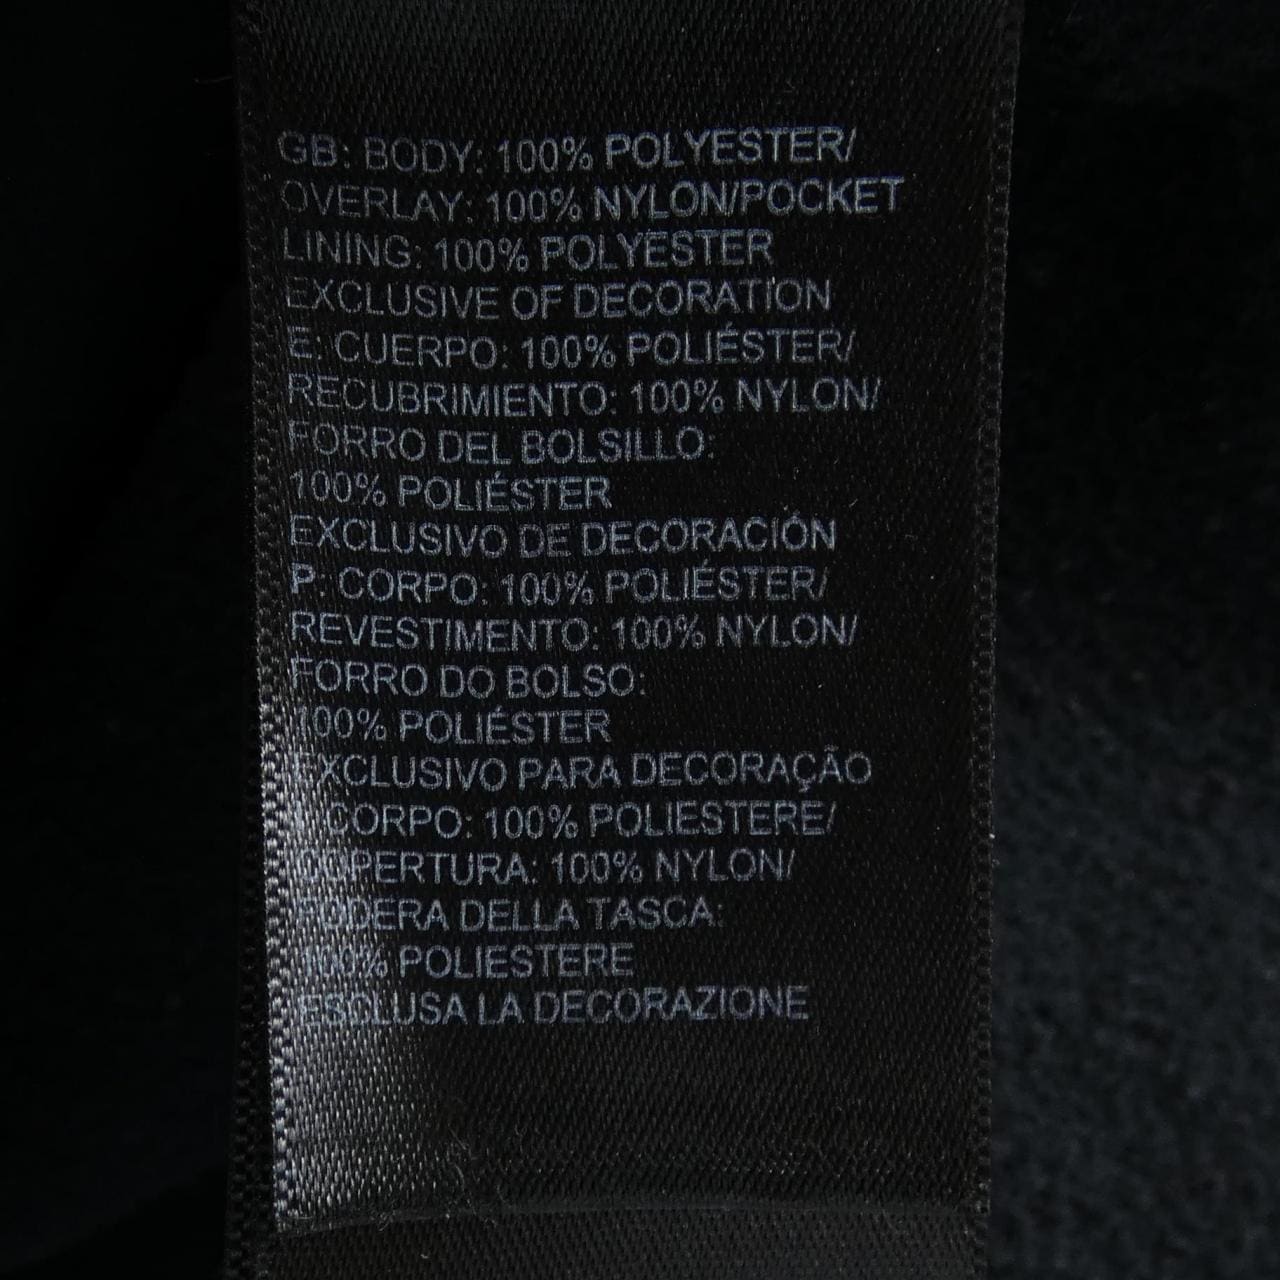 GB: BODY: 100% POLYESTER/
OVERLAY: 100% NYLON/POCKET
LINING: 100% POLYESTER
EXCLUSIVE OF DECORATION
E: CUERPO: 100% POLIÉSTER/
RECUBRIMIENTO: 100% NYLON/
FORRO DEL BOLSILLO:
100% POLIÉSTER
EXCLUSIVO DE DECORACIÓN
P: CORPO: 100% POLIÉSTER/
REVESTIMENTO: 100% NYLON/
FORRO DO BOLSO:
100% POLIÉSTER
EXCLUSIVO PARA DECORAÇÃO
CORPO: 100% POLIESTERE/
COPERTURA: 100% NYLON/
FODERA DELLA TASCA:
100% POLIESTERE
ESCLUSA LA DECORAZIONE